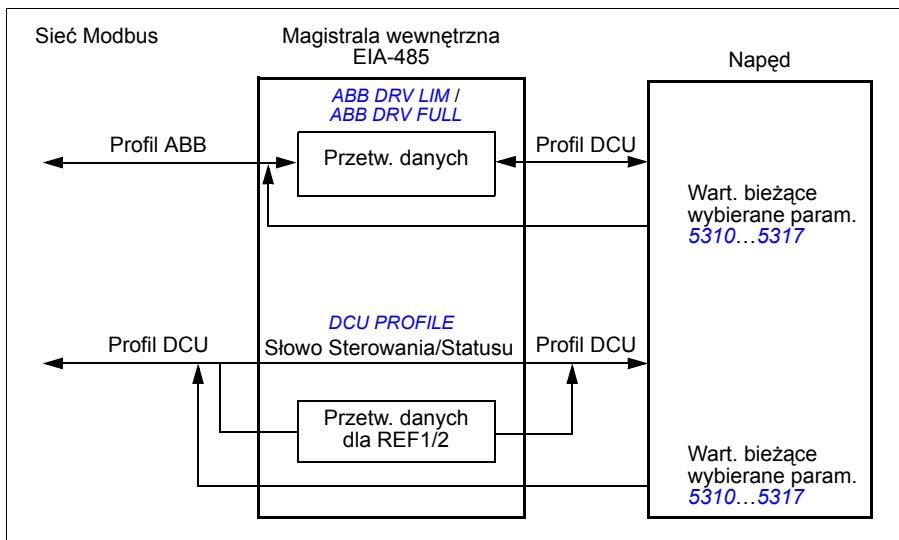 Sieć Modbus
Magistrala wewnętrzna
EIA-485
Napęd
ABB DRV LIM /
ABB DRV FULL
Profil ABB
Przetw. danych
Profil DCU
Wart. bieżące
wybierane param.
5310…5317
DCU PROFILE
Profil DCU
Słowo Sterowania/Statusu
Profil DCU
Przetw. danych
dla REF1/2
Wart. bieżące
wybierane param.
5310…5317